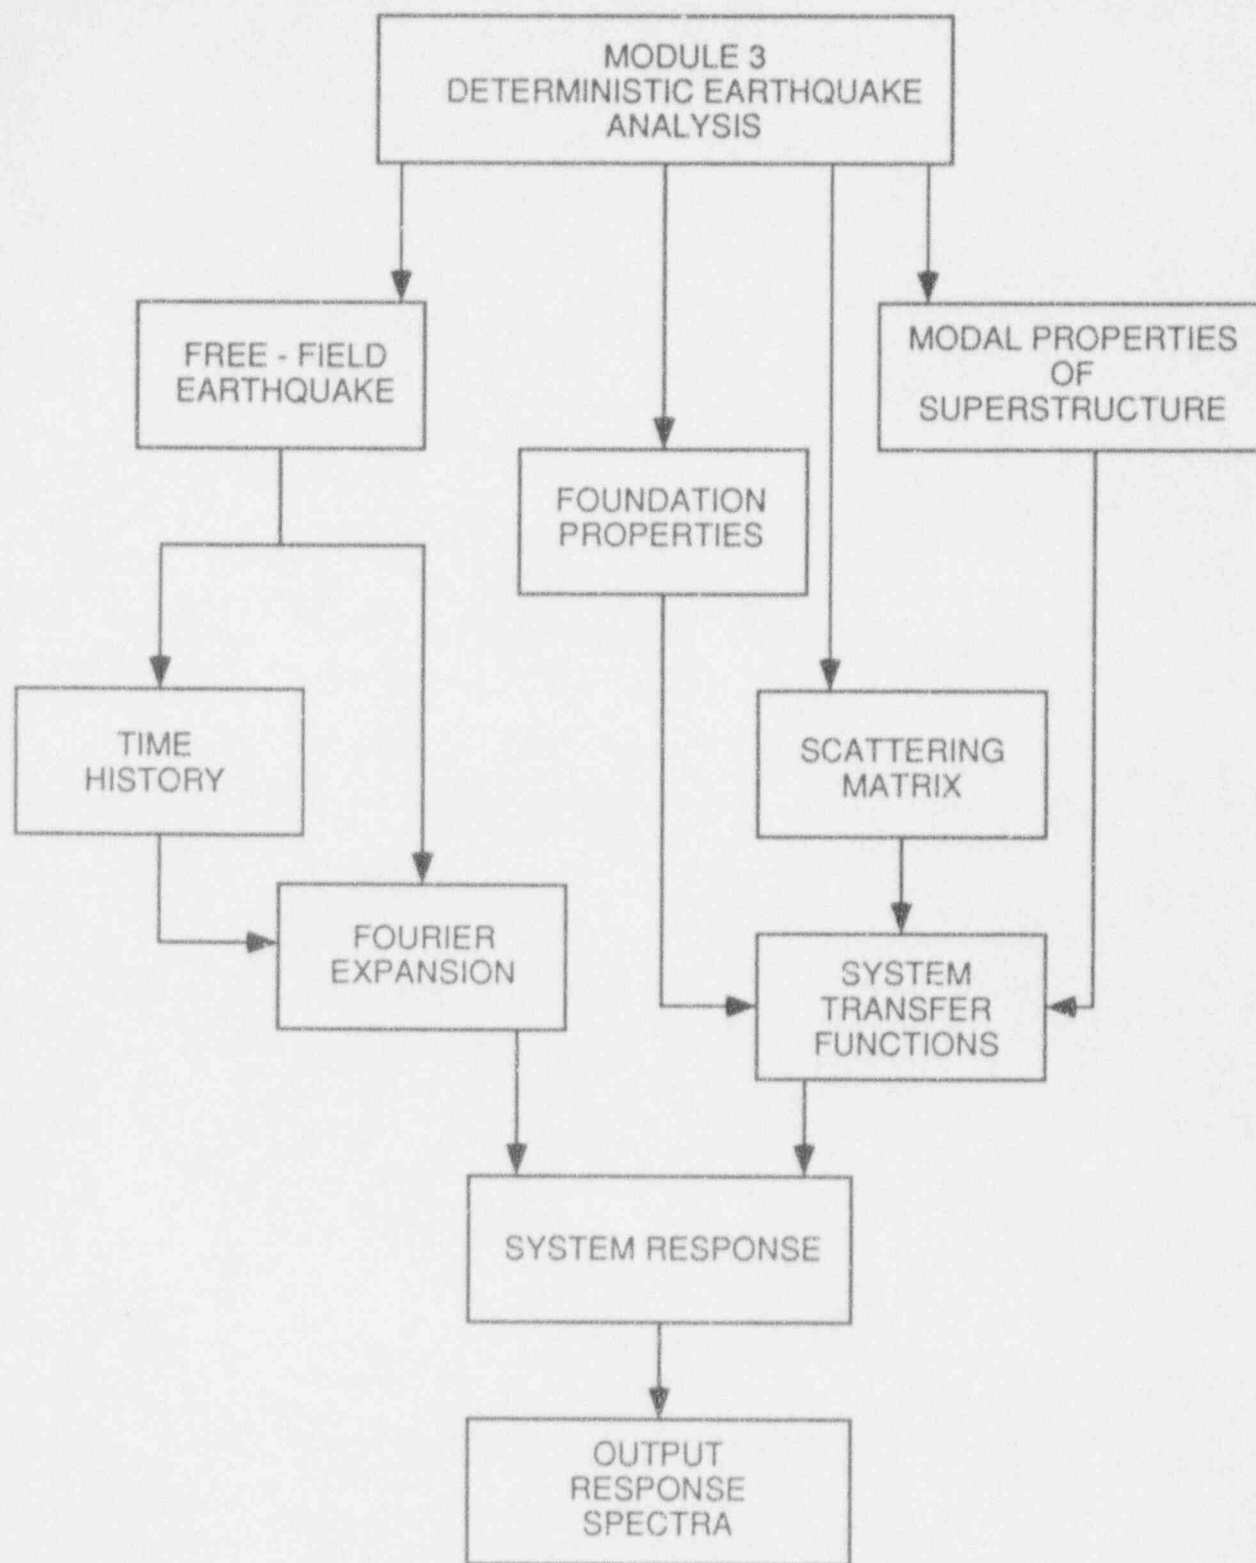 MODULE 3
DETERMINISTIC EARTHQUAKE
ANALYSIS
FREE - FIELD
EARTHQUAKE
MODAL PROPERTIES
OF
SUPERSTRUCTURE
FOUNDATION
PROPERTIES
TIME
HISTORY
SCATTERING
MATRIX
FOURIER
EXPANSION
SYSTEM
TRANSFER
FUNCTIONS
SYSTEM RESPONSE
OUTPUT
RESPONSE
SPECTRA